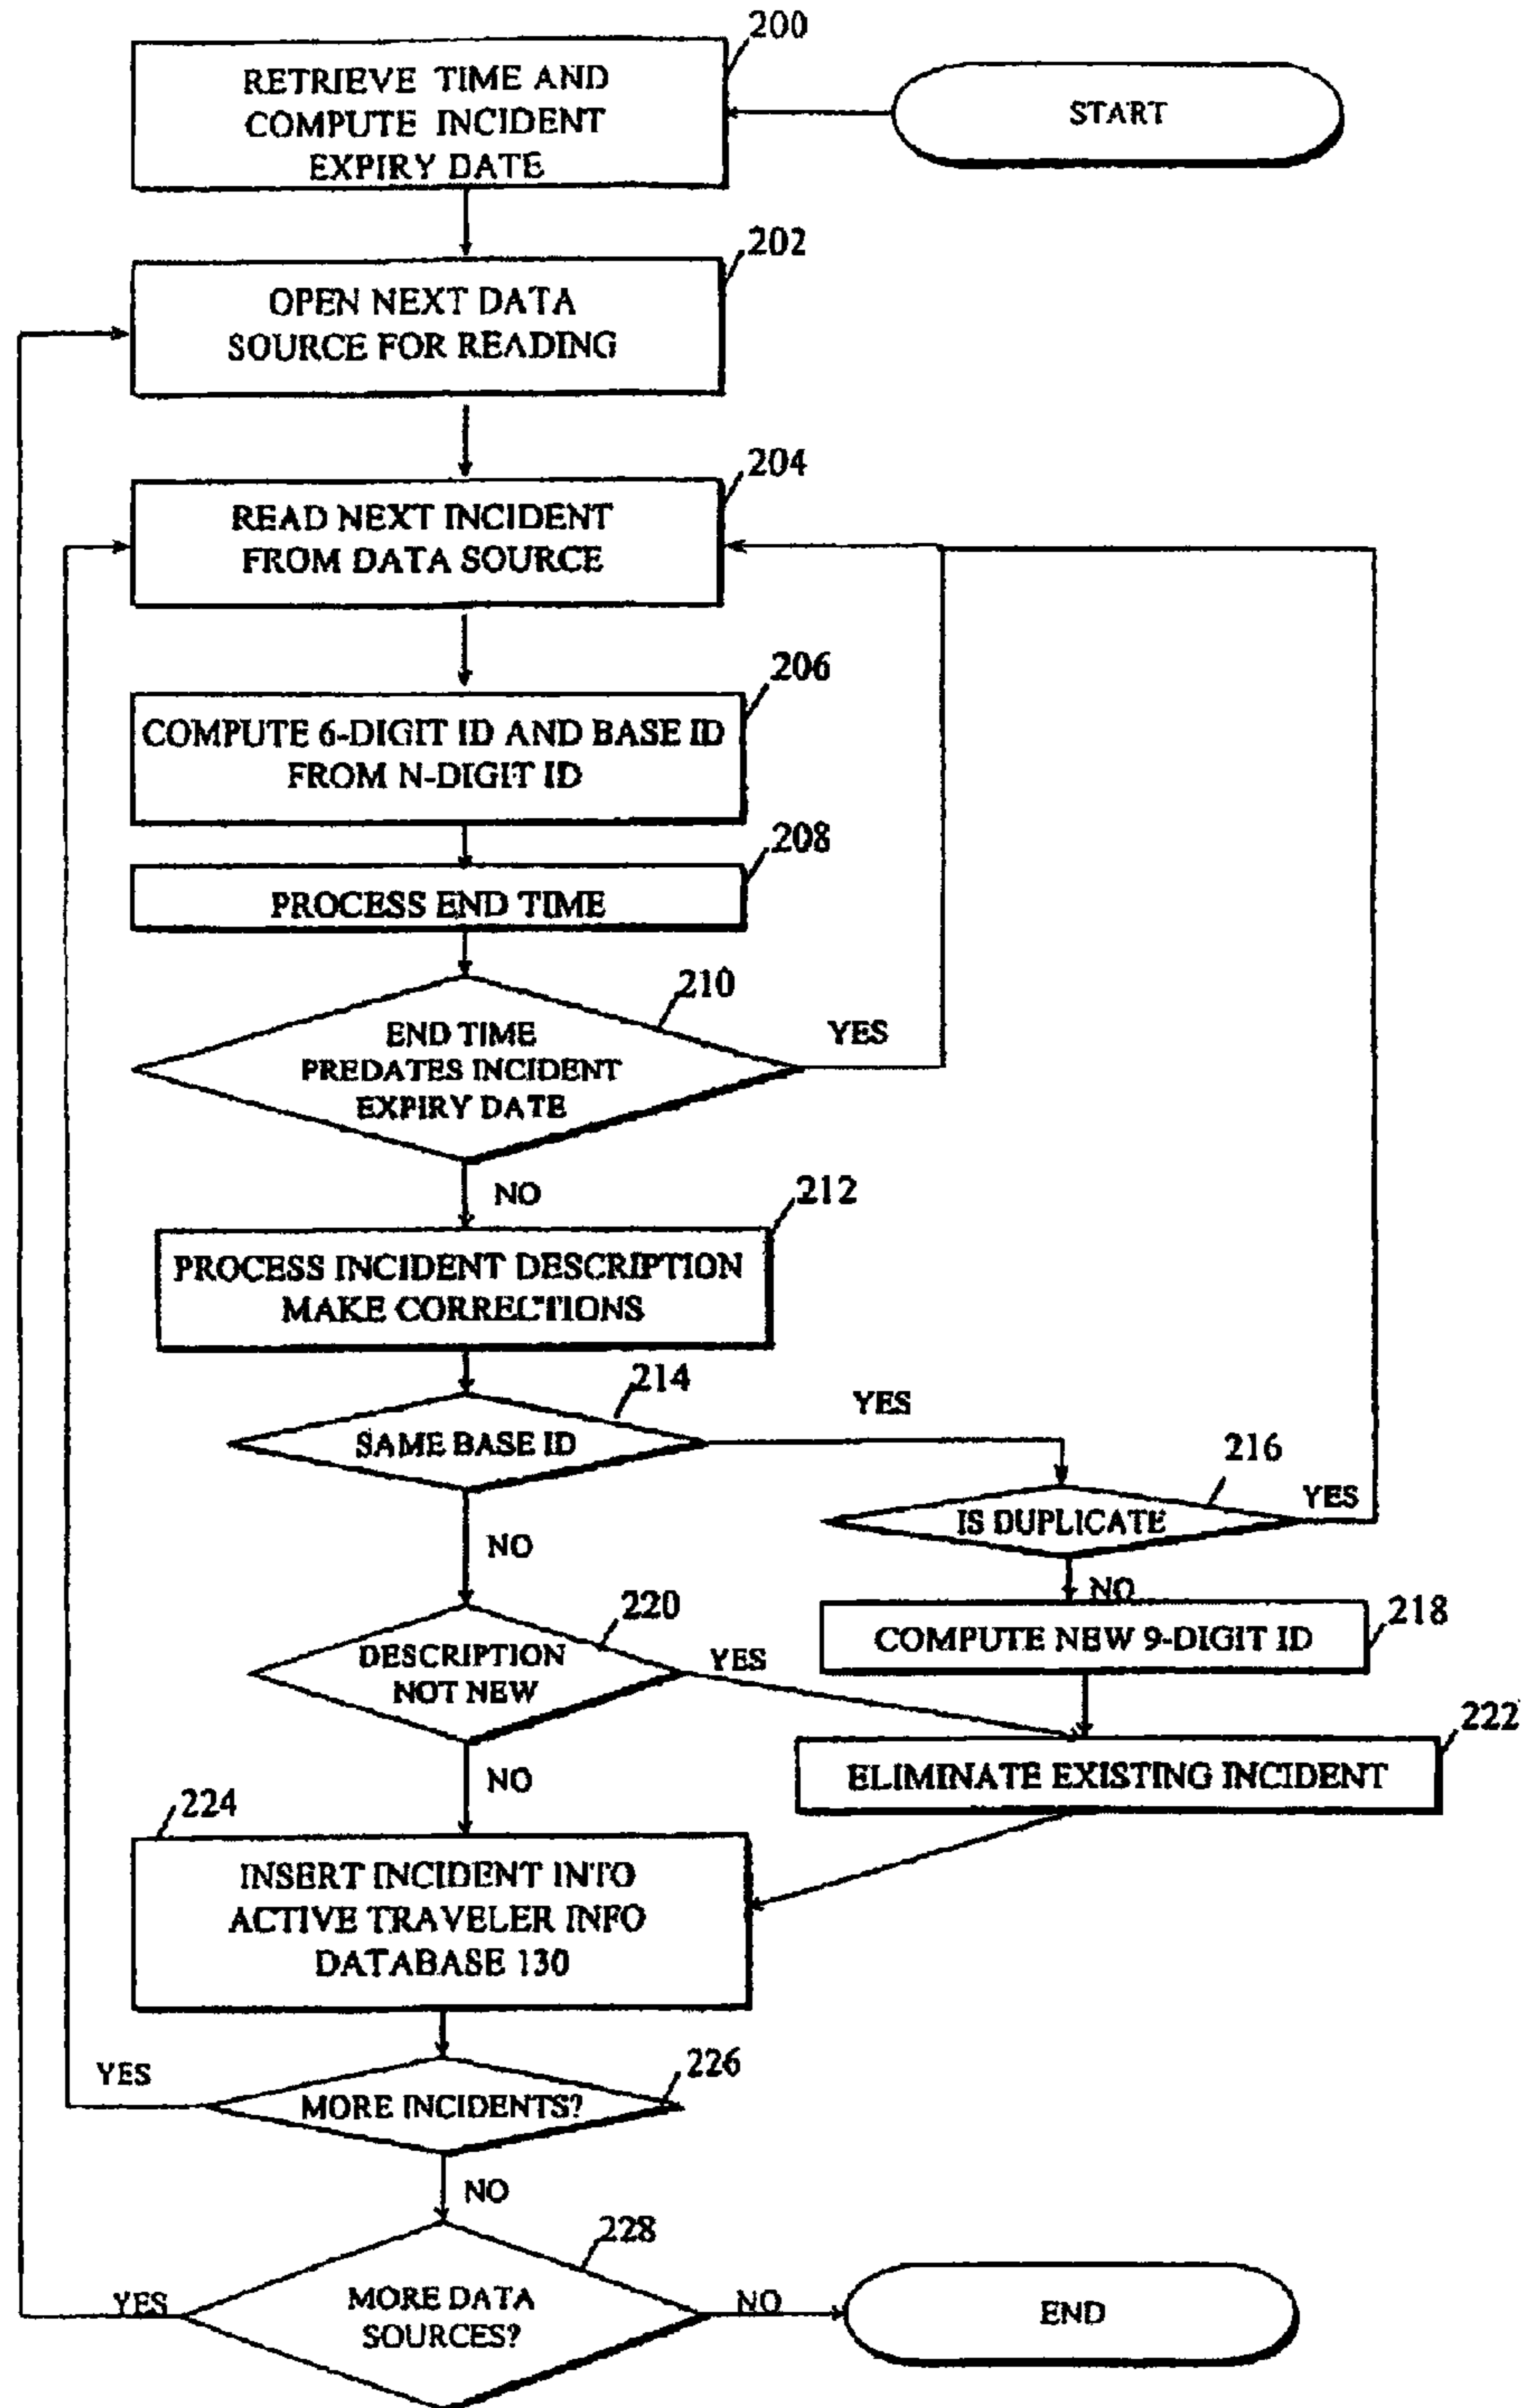 200
RETRIEVE TIME AND
COMPUTE INCIDENT
EXPIRY DATE
START
202
OPEN NEXT DATA
SOURCE FOR READING
204
READ NEXT INCIDENT
FROM DATA SOURCE
206
COMPUTE 6-DIGIT ID AND BASE ID
FROM N-DIGIT ID
208
PROCESS END TIME
210
END TIME
PREDATES INCIDENT
EXPIRY DATE
YES
NO
212
PROCESS INCIDENT DESCRIPTION
MAKE CORRECTIONS
214
SAME BASE ID
YES
216
IS DUPLICATE
YES
NO
NO
218
COMPUTE NEW 9-DIGIT ID
220
DESCRIPTION
NOT NEW
YES
222
ELIMINATE EXISTING INCIDENT
NO
224
INSERT INCIDENT INTO
ACTIVE TRAVELER INFO
DATABASE 130
226
MORE INCIDENTS?
YES
NO
228
MORE DATA
SOURCES?
YES
NO
END